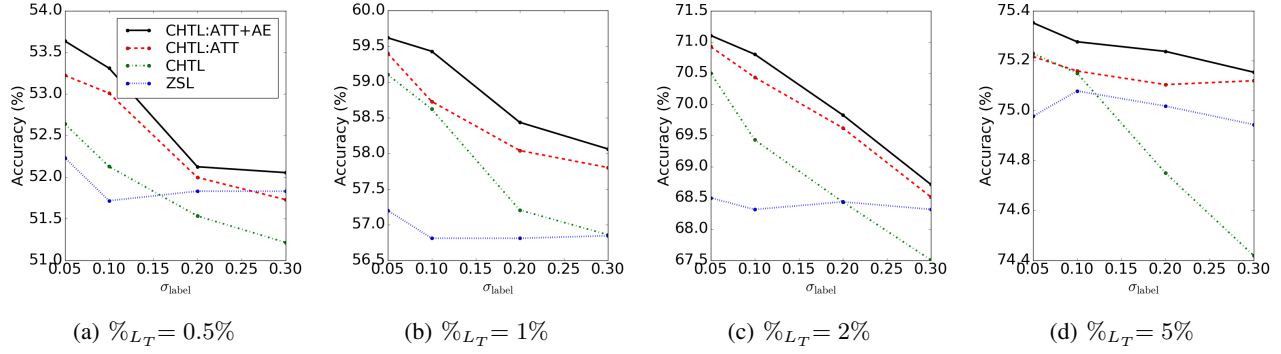 54.0
53.5
53.0
52.5
52.0
51.5
51.0
Accuracy (%)
0.05 0.10 0.15 0.20 0.25 0.30
σlabel
CHTL:ATT+AE
CHTL:ATT
CHTL
ZSL
(a) %L_T = 0.5%
60.0
59.5
59.0
58.5
58.0
57.5
57.0
56.5
Accuracy (%)
0.05 0.10 0.15 0.20 0.25 0.30
σlabel
(b) %L_T = 1%
71.5
71.0
70.5
70.0
69.5
69.0
68.5
68.0
67.5
Accuracy (%)
0.05 0.10 0.15 0.20 0.25 0.30
σlabel
(c) %L_T = 2%
75.4
75.2
75.0
74.8
74.6
74.4
Accuracy (%)
0.05 0.10 0.15 0.20 0.25 0.30
σlabel
(d) %L_T = 5%